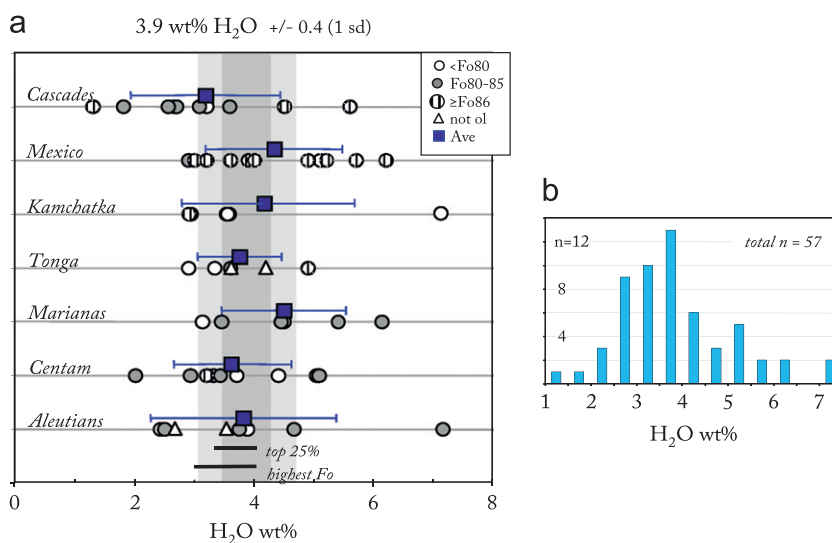 a
3.9 wt% H₂O +/- 0.4 (1 sd)
<Fo80
Fo80-85
≥Fo86
not ol
Ave
Cascades
Mexico
Kamchatka
Tonga
Marianas
Centam
Aleutians
top 25%
highest Fo
0 2 4 6 8
H₂O wt%
b
n=12 total n = 57
8
4
1 2 3 4 5 6 7
H₂O wt%